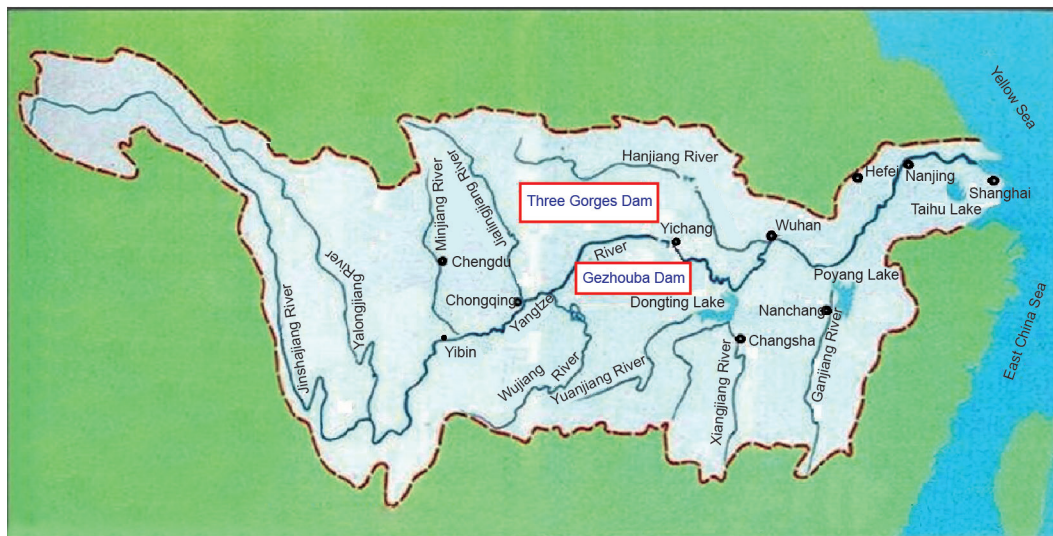 Yellow Sea
Hanjiang River
Hefei
Nanjing
Shanghai
Taihu Lake
Jialingjiang River
Minjiang River
Three Gorges Dam
Yichang
Wuhan
River
Chengdu
Gezhouba Dam
Poyang Lake
Chongqing
Yangtze
Dongting Lake
Nanchang
Yalongjiang River
Jinshajiang River
Yibin
Changsha
East China Sea
Wujiang
River
Yuanjiang River
Xiangjiang River
Ganjiang River